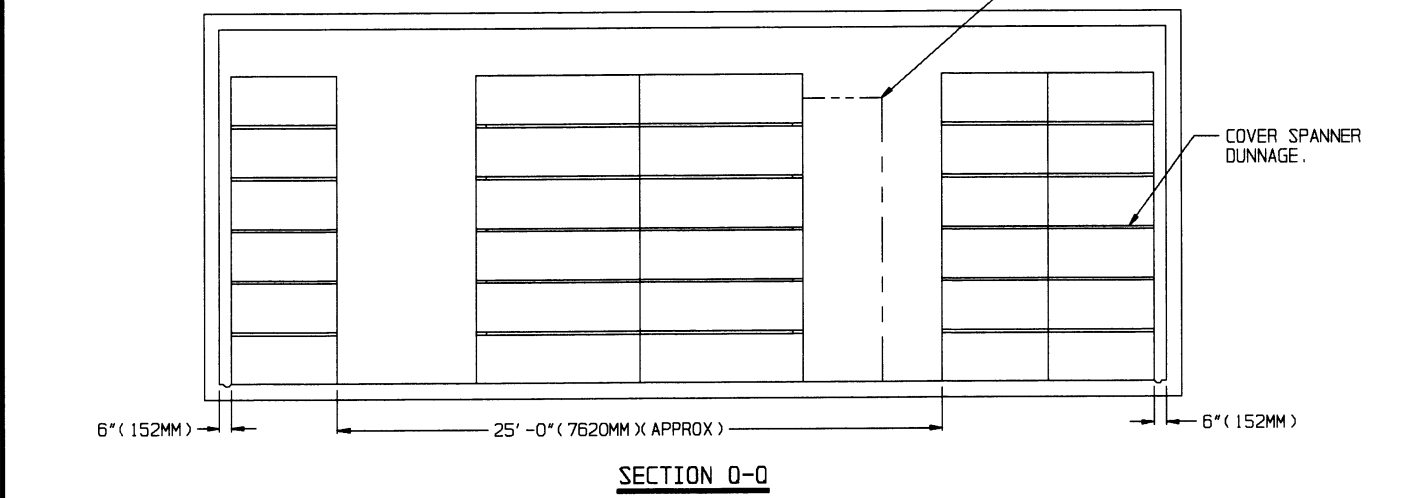 COVER SPANNER
DUNNAGE.
6"(152MM)
25'-0"(7620MM)(APPROX)
6"(152MM)
SECTION Q-Q